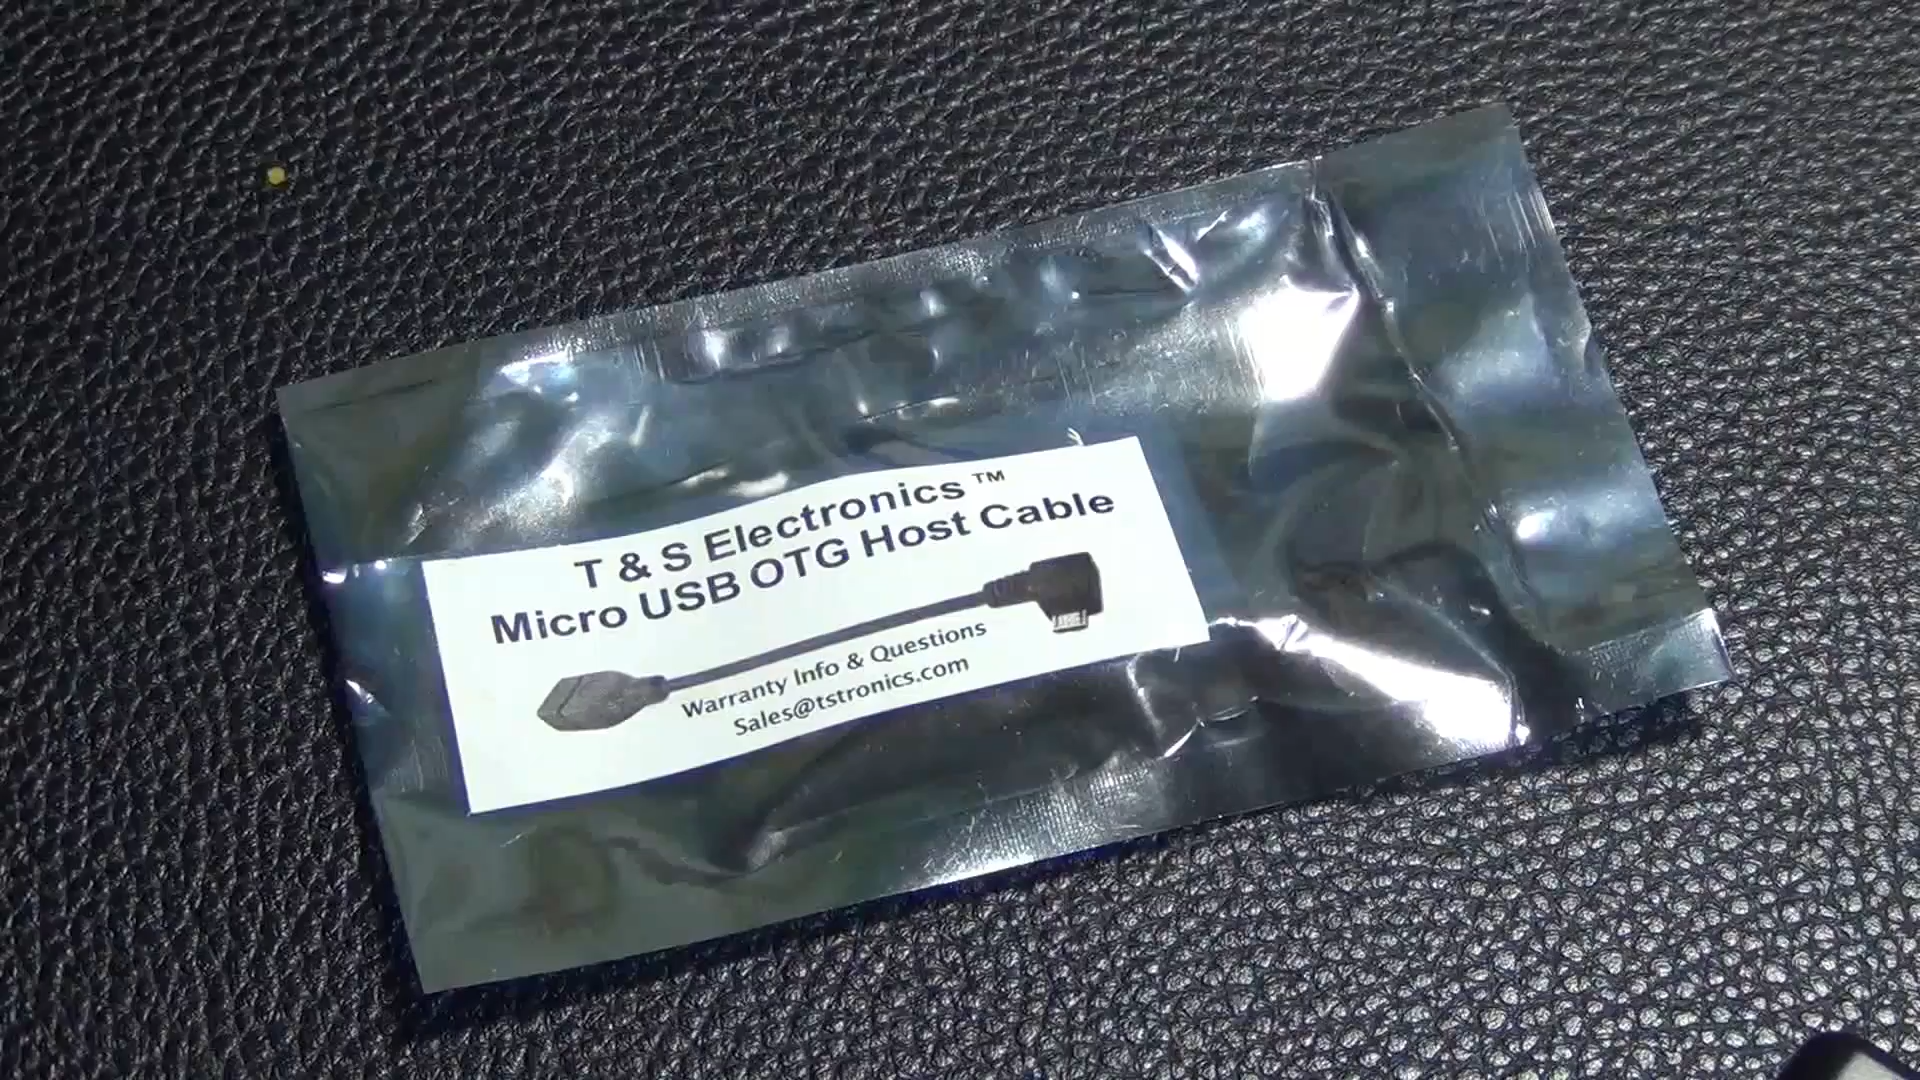 T & S Electronics ™
Micro USB OTG Host Cable
Warranty Info & Questions
Sales@tstronics.com